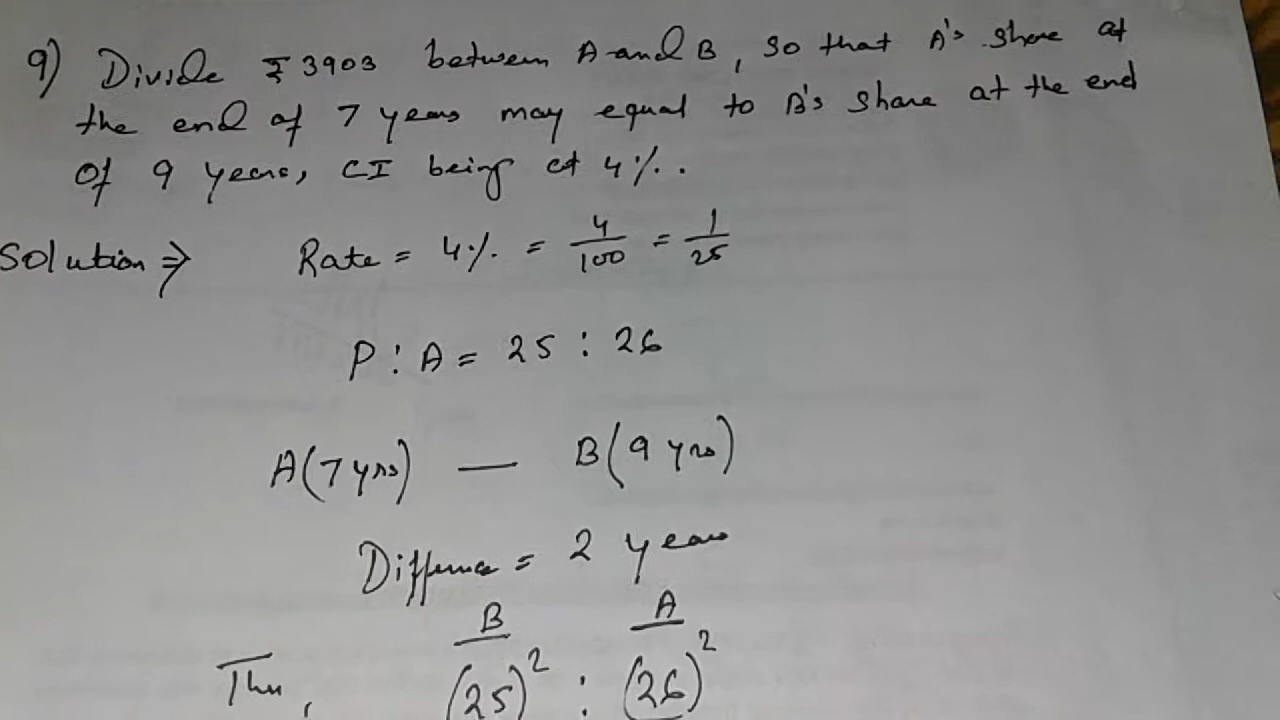 9) Divide ₹ 3903 between A and B, so that A's share at
the end of 7 years may equal to B's share at the end
of 9 years, CI being at 4%.
Solution ⇒ Rate = 4% = 4/100 = 1/25
P : A = 25 : 26
A(7 yrs) — B(9 yrs)
Difference = 2 years
B A
Thus, (25)² : (26)²